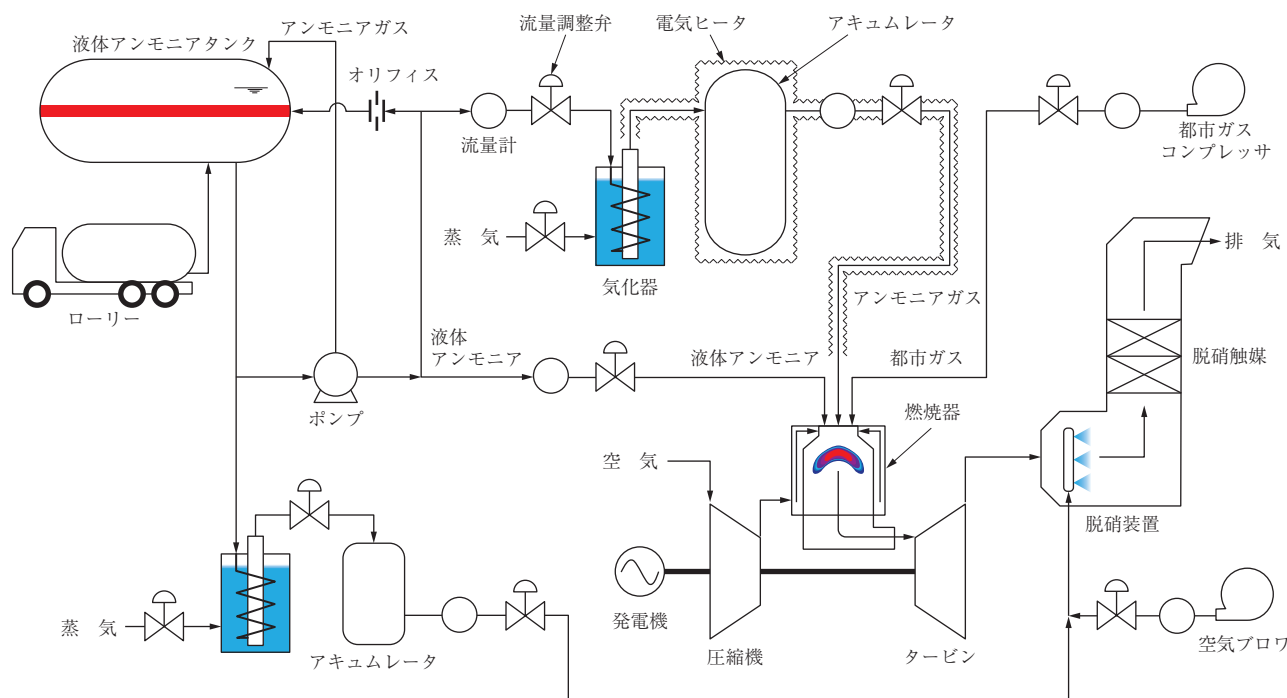 アンモニアガス
液体アンモニアタンク
流量調整弁
電気ヒータ
アキュムレータ
オリフィス
流量計
都市ガス
コンプレッサ
蒸　気
気化器
排　気
ローリー
アンモニアガス
液体
アンモニア
液体アンモニア
都市ガス
脱硝触媒
ポンプ
燃焼器
空　気
脱硝装置
発電機
蒸　気
アキュムレータ
圧縮機
タービン
空気ブロワ